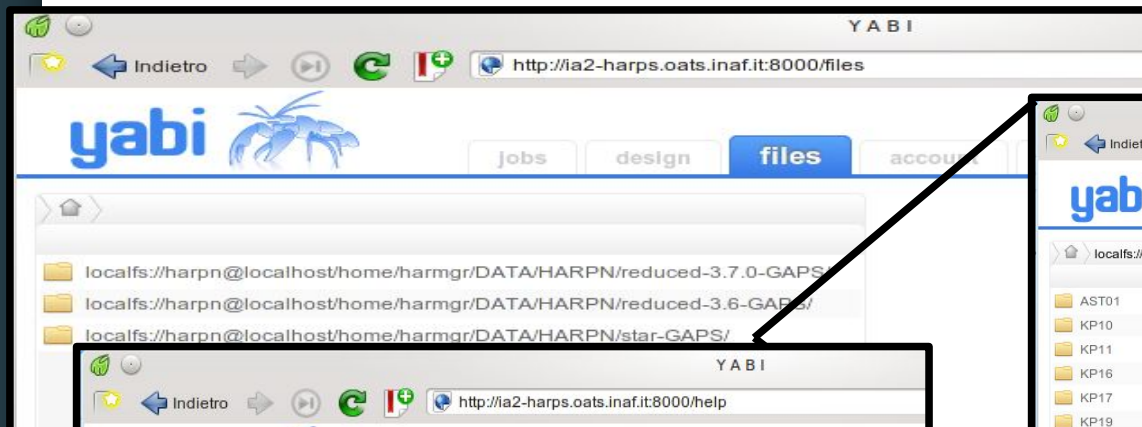 YABI
Indietro http://ia2-harps.oats.inaf.it:8000/files
yabi
jobs design files account
localfs://harpn@localhost/home/harmgr/DATA/HARPN/reduced-3.7.0-GAPS/
localfs://harpn@localhost/home/harmgr/DATA/HARPN/reduced-3.6-GAPS/
localfs://harpn@localhost/home/harmgr/DATA/HARPN/star-GAPS/
YABI
Indietro http://ia2-harps.oats.inaf.it:8000/help
Indiet
yab
localfs://
AST01
KP10
KP11
KP16
KP17
KP19